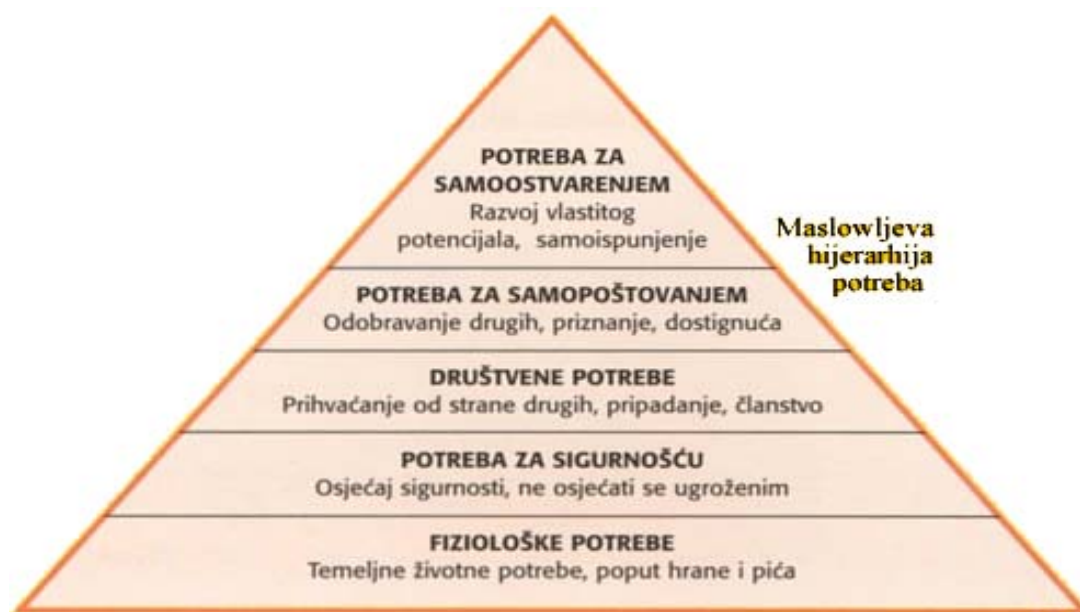 POTREBA ZA
SAMOOSTVARENJEM
Razvoj vlastitog
potencijala, samoispunjenje
Maslowljeva
hijerarhija
potreba
POTREBA ZA SAMOPOŠTOVANJEM
Odobravanje drugih, priznanje, dostignuća
DRUŠTVENE POTREBE
Prihvaćanje od strane drugih, pripadanje, članstvo
POTREBA ZA SIGURNOŠĆU
Osjećaj sigurnosti, ne osjećati se ugroženim
FIZIOLOŠKE POTREBE
Temeljne životne potrebe, poput hrane i pića